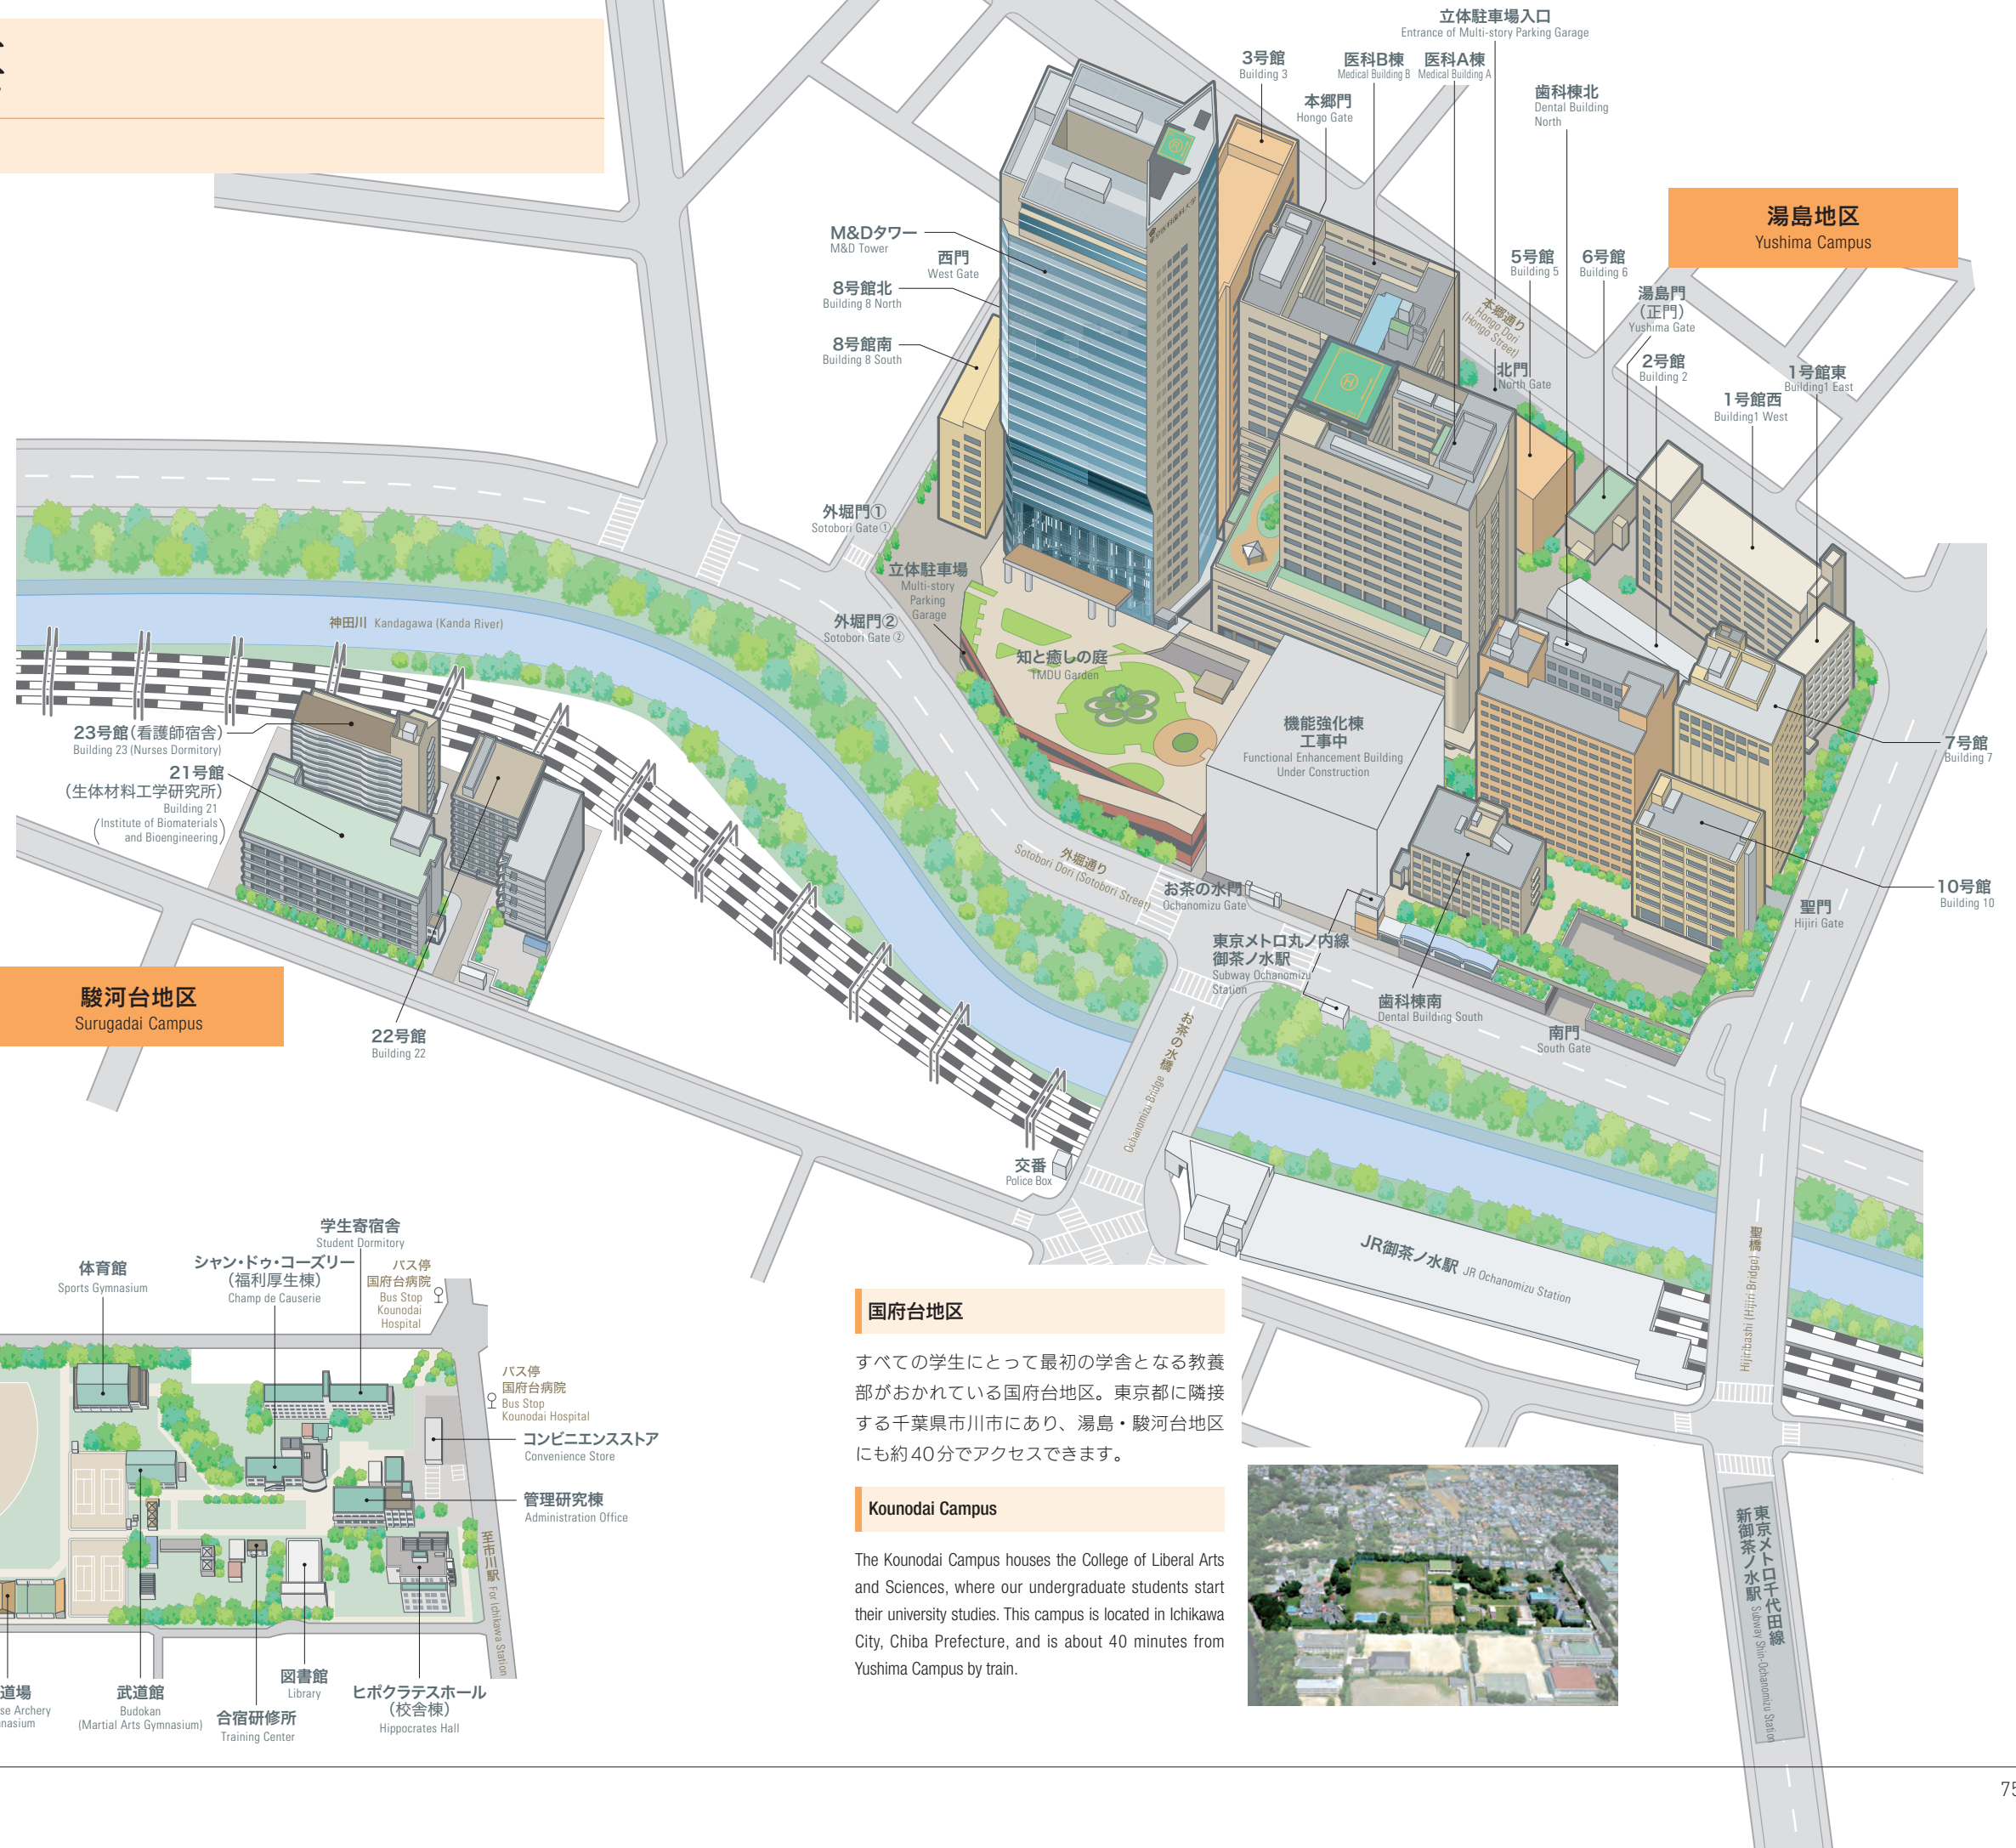 立体駐車場入口
Entrance of Multi-story Parking Garage
3号館
Building 3
医科B棟
Medical Building B
医科A棟
Medical Building A
本郷門
Hongo Gate
歯科棟北
Dental Building
North
湯島地区
Yushima Campus
M&Dタワー
M&D Tower
西門
West Gate
8号館北
Building 8 North
8号館南
Building 8 South
5号館
Building 5
6号館
Building 6
湯島門
(正門)
Yushima Gate
本郷通り
Hongo Dori
(Hongo Street)
北門
North Gate
2号館
Building 2
1号館東
Building1 East
1号館西
Building1 West
外堀門①
Sotobori Gate①
立体駐車場
Multi-story
Parking
Garage
外堀門②
Sotobori Gate②
神田川 Kandagawa (Kanda River)
知と癒しの庭
TMDU Garden
機能強化棟
工事中
Functional Enhancement Building
Under Construction
7号館
Building 7
23号館(看護師宿舎)
Building 23 (Nurses Dormitory)
21号館
(生体材料工学研究所)
Building 21
(Institute of Biomaterials
and Bioengineering)
外堀通り
Sotobori Dori (Sotobori Street)
お茶の水門
Ochanomizu Gate
10号館
Building 10
聖門
Hijiri Gate
東京メトロ丸ノ内線
御茶ノ水駅
Subway Ochanomizu
Station
歯科棟南
Dental Building South
南門
South Gate
駿河台地区
Surugadai Campus
22号館
Building 22
お茶の水橋
Ochanomizu Bridge
交番
Police Box
JR御茶ノ水駅 JR Ochanomizu Station
聖橋
Hijiribashi (Hijiri Bridge)
学生寄宿舎
Student Dormitory
体育館
Sports Gymnasium
シャン・ドゥ・コーズリー
(福利厚生棟)
Champ de Causerie
バス停
国府台病院
Bus Stop
Kounodai
Hospital
バス停
国府台病院
Bus Stop
Kounodai Hospital
コンビニエンスストア
Convenience Store
管理研究棟
Administration Office
至市川駅 For Ichikawa Station
道場
se Archery
nasium
武道館
Budokan
(Martial Arts Gymnasium)
合宿研修所
Training Center
図書館
Library
ヒポクラテスホール
(校舎棟)
Hippocrates Hall
国府台地区
すべての学生にとって最初の学舎となる教養
部がおかれている国府台地区。東京都に隣接
する千葉県市川市にあり、湯島・駿河台地区
にも約40分でアクセスできます。
Kounodai Campus
The Kounodai Campus houses the College of Liberal Arts
and Sciences, where our undergraduate students start
their university studies. This campus is located in Ichikawa
City, Chiba Prefecture, and is about 40 minutes from
Yushima Campus by train.
東京メトロ千代田線
新御茶ノ水駅 Subway Shin-Ochanomizu Station
75